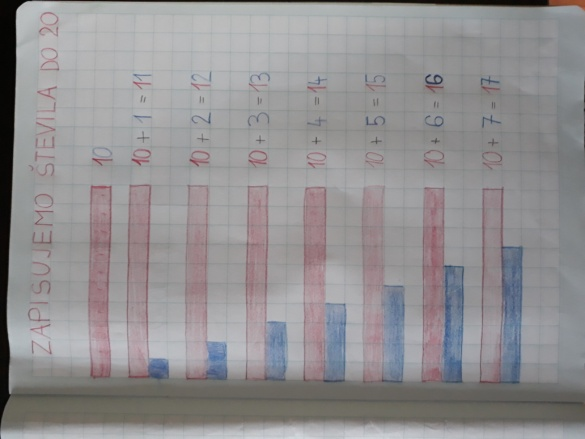 ZAPISUJEMO ŠTEVILA DO 20
10
10 + 1 = 11
10 + 2 = 12
10 + 3 = 13
10 + 4 = 14
10 + 5 = 15
10 + 6 = 16
10 + 7 = 17